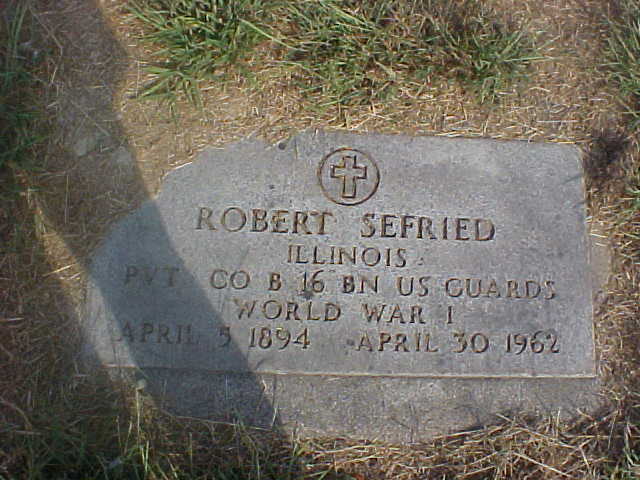 ROBERT SEFRIED
ILLINOIS
PVT CO B 16 BN US GUARDS
WORLD WAR I
APRIL 5 1894 APRIL 30 1962